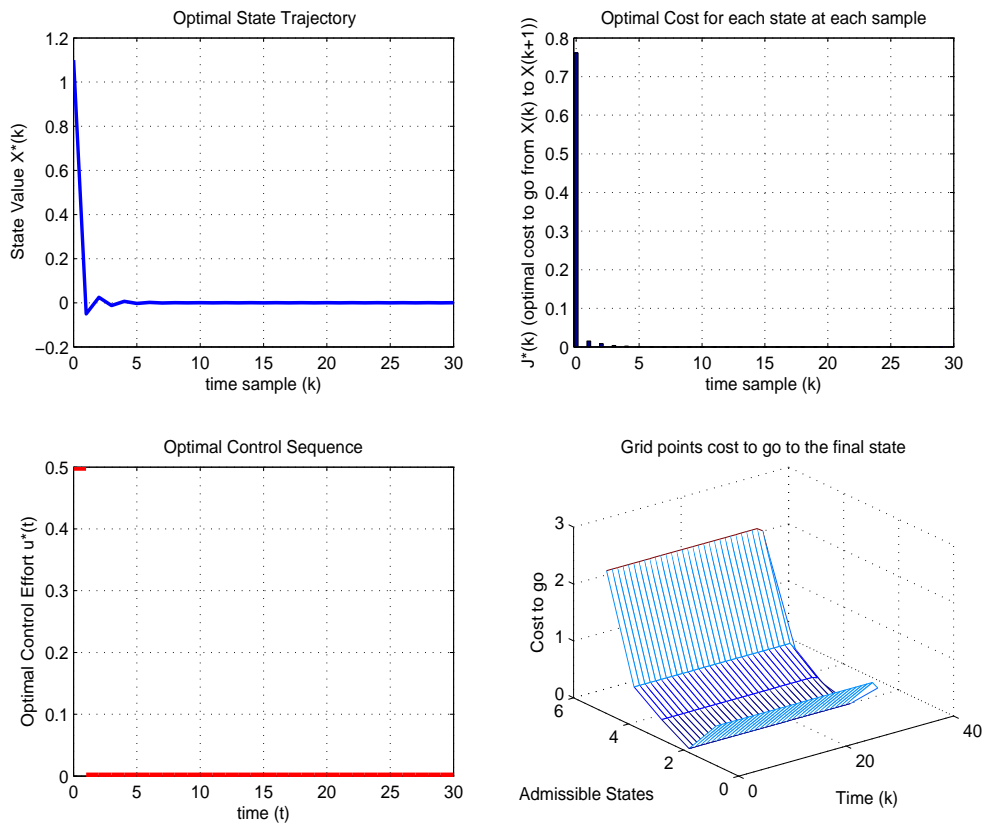 Optimal State Trajectory
1.2
1
0.8
0.6
0.4
0.2
0
−0.2
State Value X*(k)
0 5 10 15 20 25 30
time sample (k)
Optimal Cost for each state at each sample
0.8
0.7
0.6
0.5
0.4
0.3
0.2
0.1
0
J*(k) (optimal cost to go from X(k) to X(k+1))
0 5 10 15 20 25 30
time sample (k)
Optimal Control Sequence
0.5
0.4
0.3
0.2
0.1
0
Optimal Control Effort u*(t)
0 5 10 15 20 25 30
time (t)
Grid points cost to go to the final state
3
2
1
0
Cost to go
6
4
2
0
Admissible States
0
20
40
Time (k)